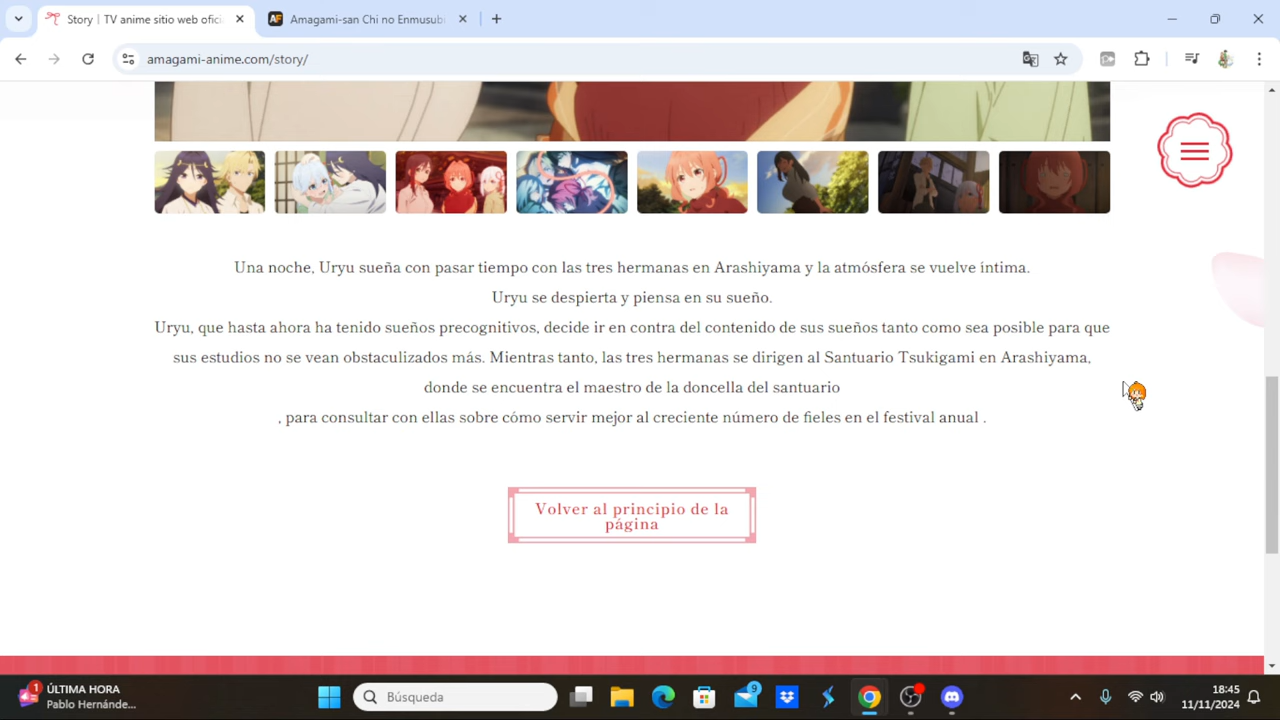 Story | TV anime sitio web ofici
Amagami-san Chi no Enmusubi
amagami-anime.com/story/
Una noche, Uryu sueña con pasar tiempo con las tres hermanas en Arashiyama y la atmósfera se vuelve íntima.
Uryu se despierta y piensa en su sueño.
Uryu, que hasta ahora ha tenido sueños precognitivos, decide ir en contra del contenido de sus sueños tanto como sea posible para que
sus estudios no se vean obstaculizados más. Mientras tanto, las tres hermanas se dirigen al Santuario Tsukigami en Arashiyama,
donde se encuentra el maestro de la doncella del santuario
, para consultar con ellas sobre cómo servir mejor al creciente número de fieles en el festival anual .
Volver al principio de la
página
1
ÚLTIMA HORA
Pablo Hernánde...
Búsqueda
9
18:45
11/11/2024